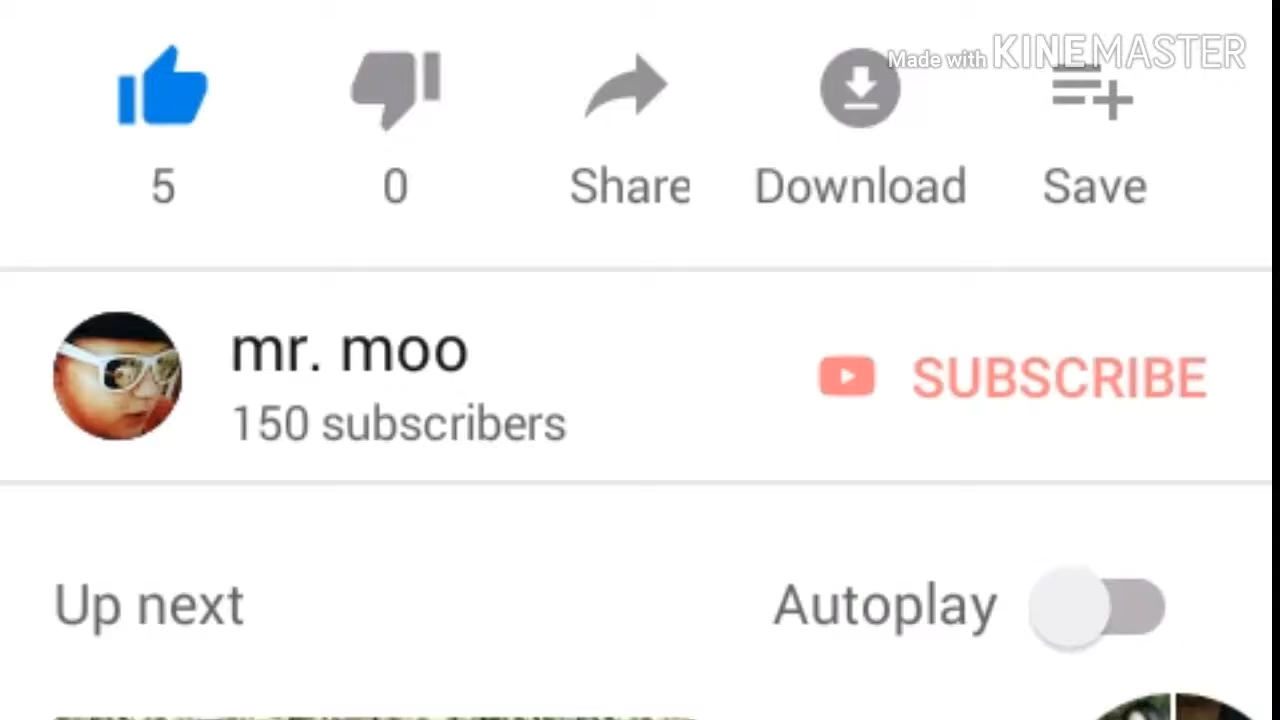 Made with KINEMASTER
5 0 Share Download Save
mr. moo
150 subscribers
SUBSCRIBE
Up next Autoplay